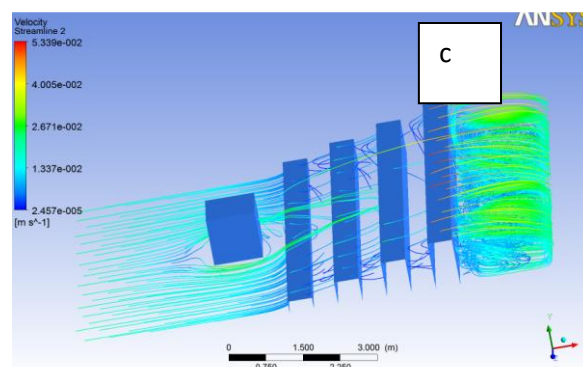 Velocity
Streamline 2
5.339e-002
4.005e-002
2.671e-002
1.337e-002
2.457e-005
[m s^-1]
c
ANSYS
0 1.500 3.000 (m)
0.750 2.250
Y